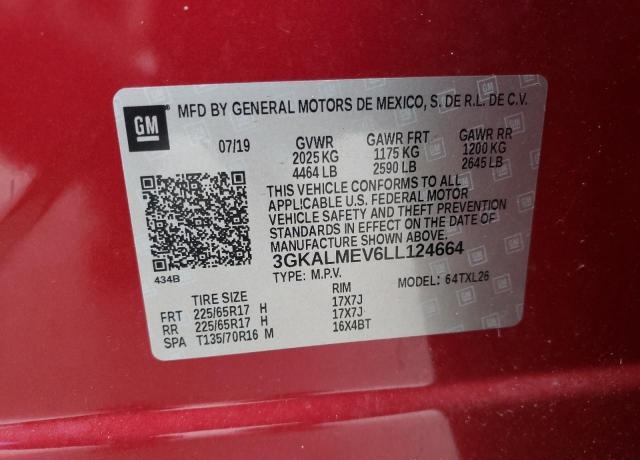 GM
MFD BY GENERAL MOTORS DE MEXICO, S. DE R.L. DE C.V.
07/19 GVWR GAWR FRT GAWR RR
2025 KG 1175 KG 1200 KG
4464 LB 2590 LB 2645 LB
THIS VEHICLE CONFORMS TO ALL
APPLICABLE U.S. FEDERAL MOTOR
VEHICLE SAFETY AND THEFT PREVENTION
STANDARDS IN EFFECT ON THE DATE OF
MANUFACTURE SHOWN ABOVE.
434B
3GKALMEV6LL124664
TYPE: M.P.V. MODEL: 64TXL26
TIRE SIZE RIM
FRT 225/65R17 H 17X7J
RR 225/65R17 H 17X7J
SPA T135/70R16 M 16X4BT